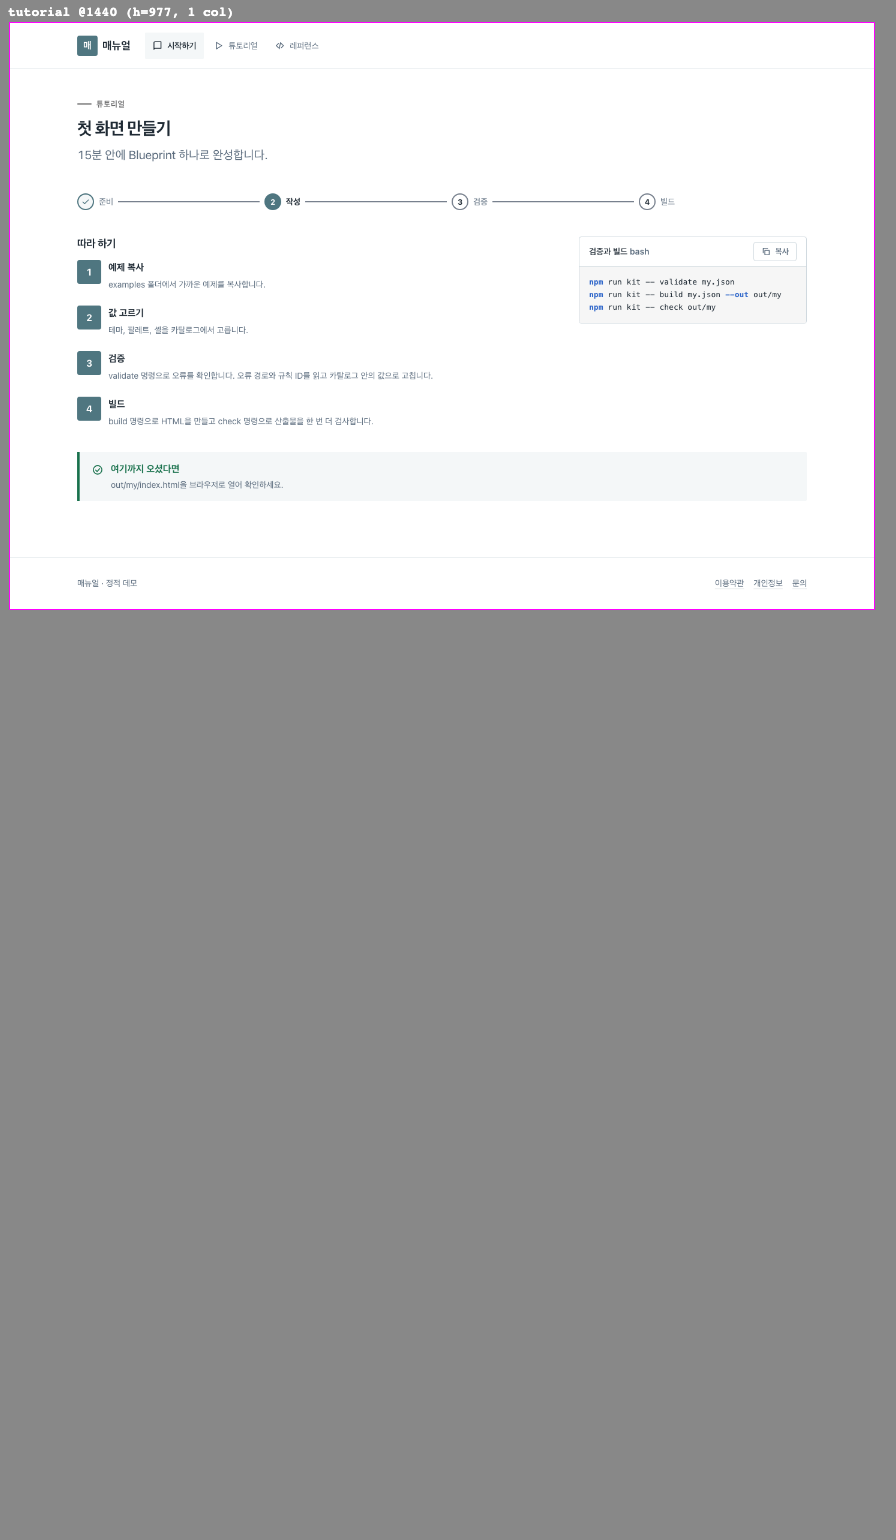 tutorial @1440 (h=977, 1 col)
매 매뉴얼 시작하기 튜토리얼 레퍼런스
튜토리얼
첫 화면 만들기
15분 안에 Blueprint 하나로 완성합니다.
준비 2 작성 3 검증 4 빌드
따라 하기
1 예제 복사
examples 폴더에서 가까운 예제를 복사합니다.
2 값 고르기
테마, 팔레트, 셸을 카탈로그에서 고릅니다.
3 검증
validate 명령으로 오류를 확인합니다. 오류 경로와 규칙 ID를 읽고 카탈로그 안의 값으로 고칩니다.
4 빌드
build 명령으로 HTML을 만들고 check 명령으로 산출물을 한 번 더 검사합니다.
검증과 빌드 bash 복사
npm run kit -- validate my.json
npm run kit -- build my.json --out out/my
npm run kit -- check out/my
여기까지 오셨다면
out/my/index.html을 브라우저로 열어 확인하세요.
매뉴얼 · 정적 데모 이용약관 개인정보 문의